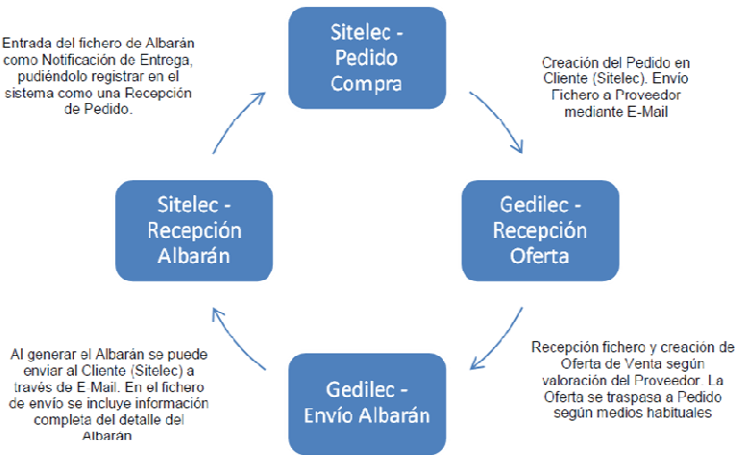 Sitelec -
Pedido
Compra
Creación del Pedido en
Cliente (Sitelec). Envío
Fichero a Proveedor
mediante E-Mail
Gedilec -
Recepción
Oferta
Recepción fichero y creación de
Oferta de Venta según
valoración del Proveedor. La
Oferta se traspasa a Pedido
según medios habituales
Gedilec -
Envío Albarán
Al generar el Albarán se puede
enviar al Cliente (Sitelec) a
través de E-Mail. En el fichero
de envío se incluye información
completa del detalle del
Albarán
Sitelec -
Recepción
Albarán
Entrada del fichero de Albarán
como Notificación de Entrega,
pudiéndolo registrar en el
sistema como una Recepción
de Pedido.